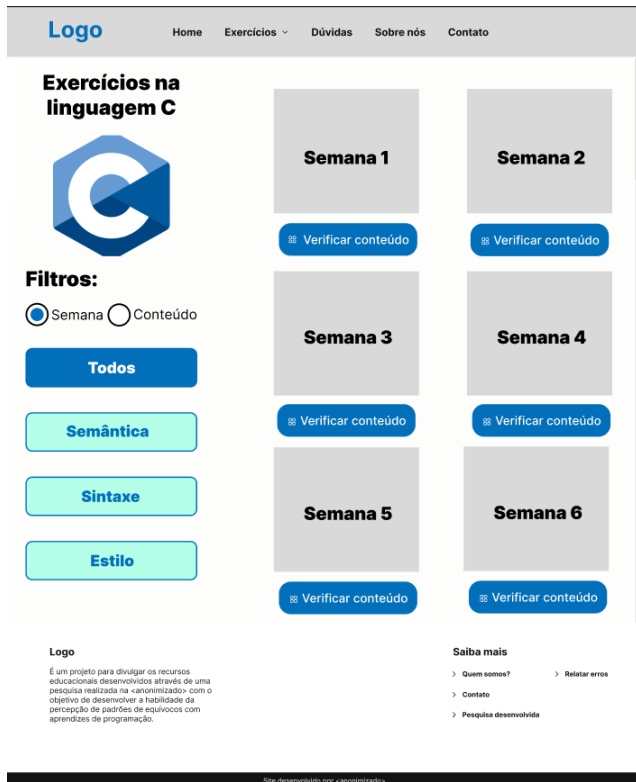 Logo
Home
Exercícios
Dúvidas
Sobre nós
Contato
Exercícios na
linguagem C
C
Filtros:
Semana
Conteúdo
Todos
Semântica
Sintaxe
Estilo
Semana 1
Semana 2
Verificar conteúdo
Verificar conteúdo
Semana 3
Semana 4
Verificar conteúdo
Verificar conteúdo
Semana 5
Semana 6
Verificar conteúdo
Verificar conteúdo
Logo
É um projeto para divulgar os recursos
educacionais desenvolvidos através de uma
pesquisa realizada na <anonimizado> com o
objetivo de desenvolver a habilidade da
percepção de padrões de equívocos com
aprendizes de programação.
Saiba mais
Quem somos?
Relatar erros
Contato
Pesquisa desenvolvida
Site desenvolvido por <anonimizado>